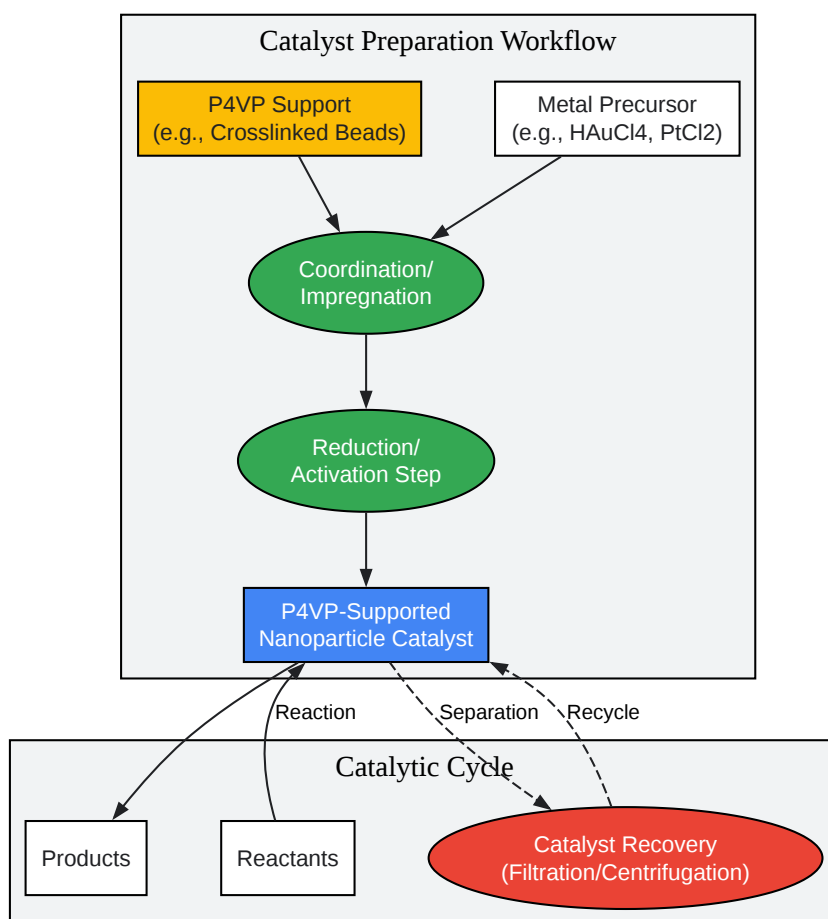 Catalyst Preparation Workflow
P4VP Support
(e.g., Crosslinked Beads)
Metal Precursor
(e.g., HAuCl4, PtCl2)
Coordination/
Impregnation
Reduction/
Activation Step
P4VP-Supported
Nanoparticle Catalyst
Reaction
Separation
Recycle
Catalytic Cycle
Products
Reactants
Catalyst Recovery
(Filtration/Centrifugation)